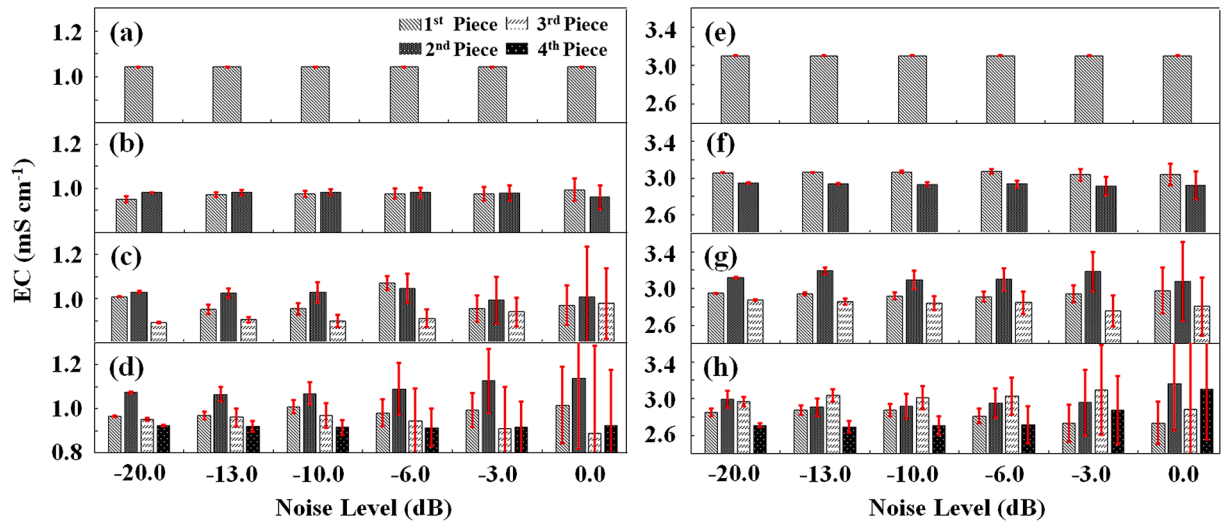 (a)
1st Piece
3rd Piece
2nd Piece
4th Piece
1.2
1.0
(b)
1.2
1.0
(c)
1.2
1.0
(d)
1.2
1.0
0.8
EC (mS cm-1)
-20.0 -13.0 -10.0 -6.0 -3.0 0.0
Noise Level (dB)
(e)
3.4
3.0
2.6
(f)
3.4
3.0
2.6
(g)
3.4
3.0
2.6
(h)
3.4
3.0
2.6
-20.0 -13.0 -10.0 -6.0 -3.0 0.0
Noise Level (dB)